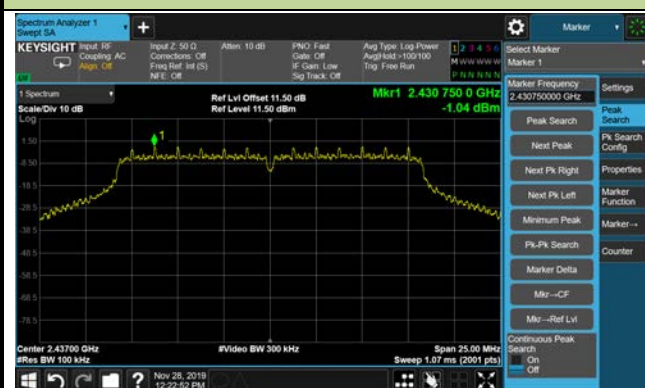 Spectrum Analyzer 1
Swept SA
+
Marker
KEYSIGHT
Input: RF
Coupling: AC
Align: Off
Input Z: 50 Ω
Corrections: Off
Freq Ref: Int (S)
NFE: Off
Atten: 10 dB
PNO: Fast
Gate: Off
IF Gain: Low
Sig Track: Off
Avg Type: Log-Power
Avg|Hold:>100/100
Trig: Free Run
1 2 3 4 5 6
M W W W W W
P N N N N N
Select Marker
Marker 1
1 Spectrum
Scale/Div 10 dB
Log
Ref Lvl Offset 11.50 dB
Ref Level 11.50 dBm
Mkr1 2.430 750 0 GHz
-1.04 dBm
1
1.50
-8.50
-18.5
-28.5
-38.5
-48.5
-58.5
-68.5
-78.5
Center 2.43700 GHz
#Res BW 100 kHz
#Video BW 300 kHz
Span 25.00 MHz
Sweep 1.07 ms (2001 pts)
Marker Frequency
2.430750000 GHz
Peak Search
Next Peak
Next Pk Right
Next Pk Left
Minimum Peak
Pk-Pk Search
Marker Delta
Mkr→CF
Mkr→Ref Lvl
Continuous Peak
Search
On
Off
Settings
Peak
Search
Pk Search
Config
Properties
Marker
Function
Marker→
Counter
?
Nov 28, 2019
12:22:52 PM